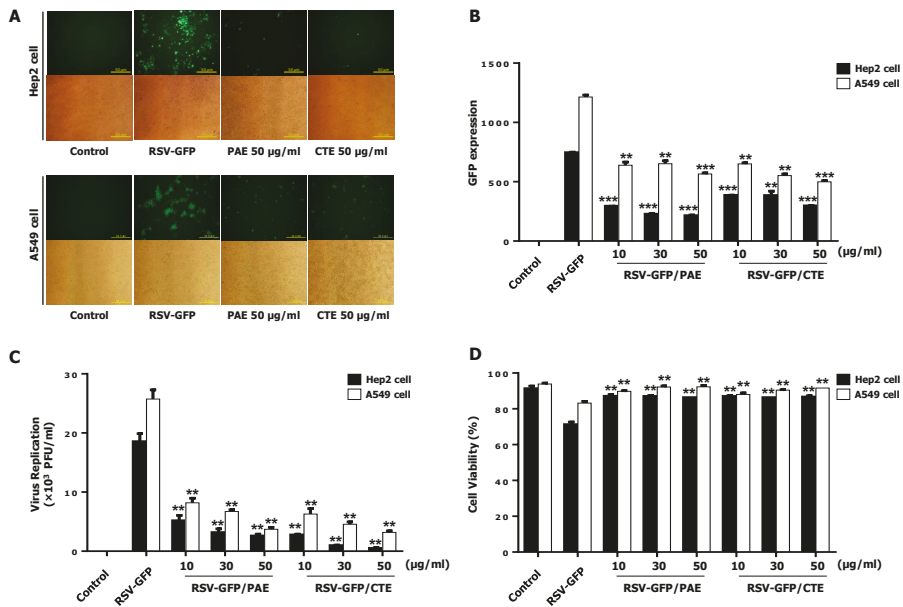 A
Hep2 cell
Control RSV-GFP PAE 50 µg/ml CTE 50 µg/ml
A549 cell
Control RSV-GFP PAE 50 µg/ml CTE 50 µg/ml
B
Hep2 cell
A549 cell
GFP expression
1500
1000
500
0
*** ** *** ** *** *** *** ** ** ** *** ***
Control RSV-GFP 10 30 50 10 30 50 (µg/ml)
RSV-GFP/PAE RSV-GFP/CTE
C
Hep2 cell
A549 cell
Virus Replication
(×10³ PFU/ml)
30
20
10
0
** ** ** ** ** ** ** ** ** ** ** **
Control RSV-GFP 10 30 50 10 30 50 (µg/ml)
RSV-GFP/PAE RSV-GFP/CTE
D
Hep2 cell
A549 cell
Cell Viability (%)
100
80
60
40
20
0
** ** ** ** ** ** ** ** ** ** ** **
Control RSV-GFP 10 30 50 10 30 50 (µg/ml)
RSV-GFP/PAE RSV-GFP/CTE